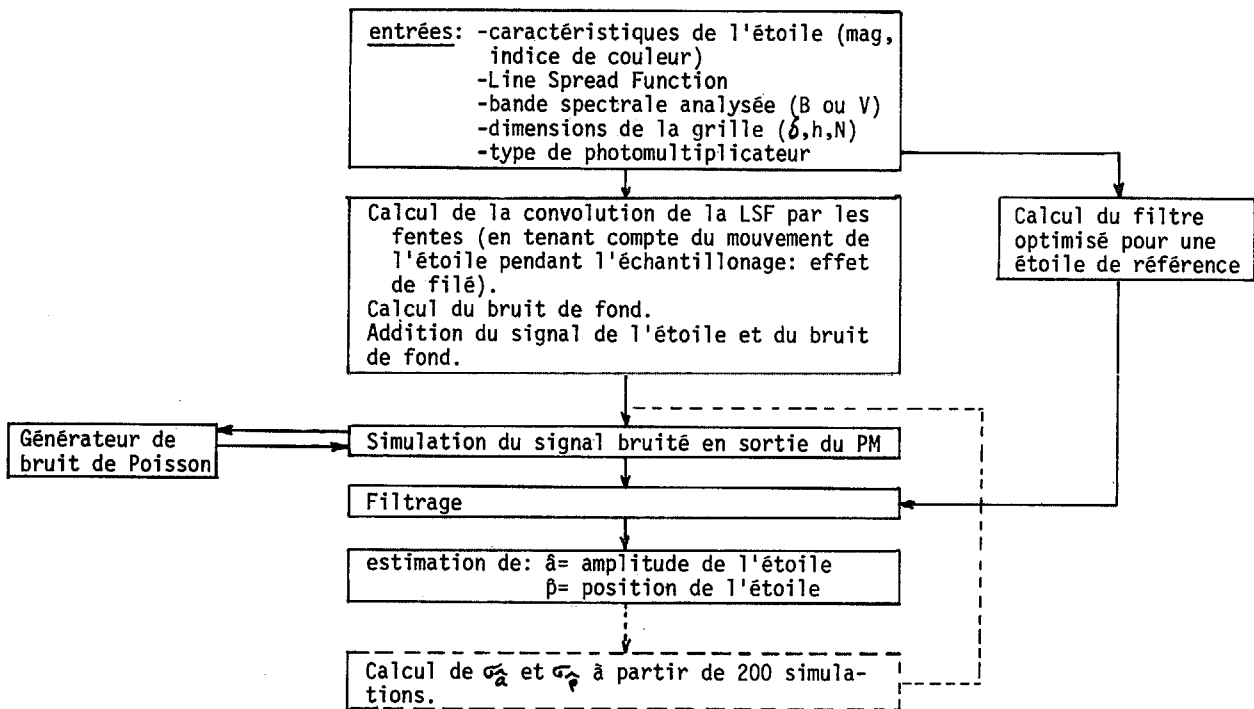 entrées: -caractéristiques de l'étoile (mag,
indice de couleur)
-Line Spread Function
-bande spectrale analysée (B ou V)
-dimensions de la grille (δ,h,N)
-type de photomultiplicateur
Calcul de la convolution de la LSF par les
fentes (en tenant compte du mouvement de
l'étoile pendant l'échantillonage: effet
de filé).
Calcul du bruit de fond.
Addition du signal de l'étoile et du bruit
de fond.
Calcul du filtre
optimisé pour une
étoile de référence
Générateur de
bruit de Poisson
Simulation du signal bruité en sortie du PM
Filtrage
estimation de: â= amplitude de l'étoile
p̂= position de l'étoile
Calcul de σâ et σp̂ à partir de 200 simula-
tions.